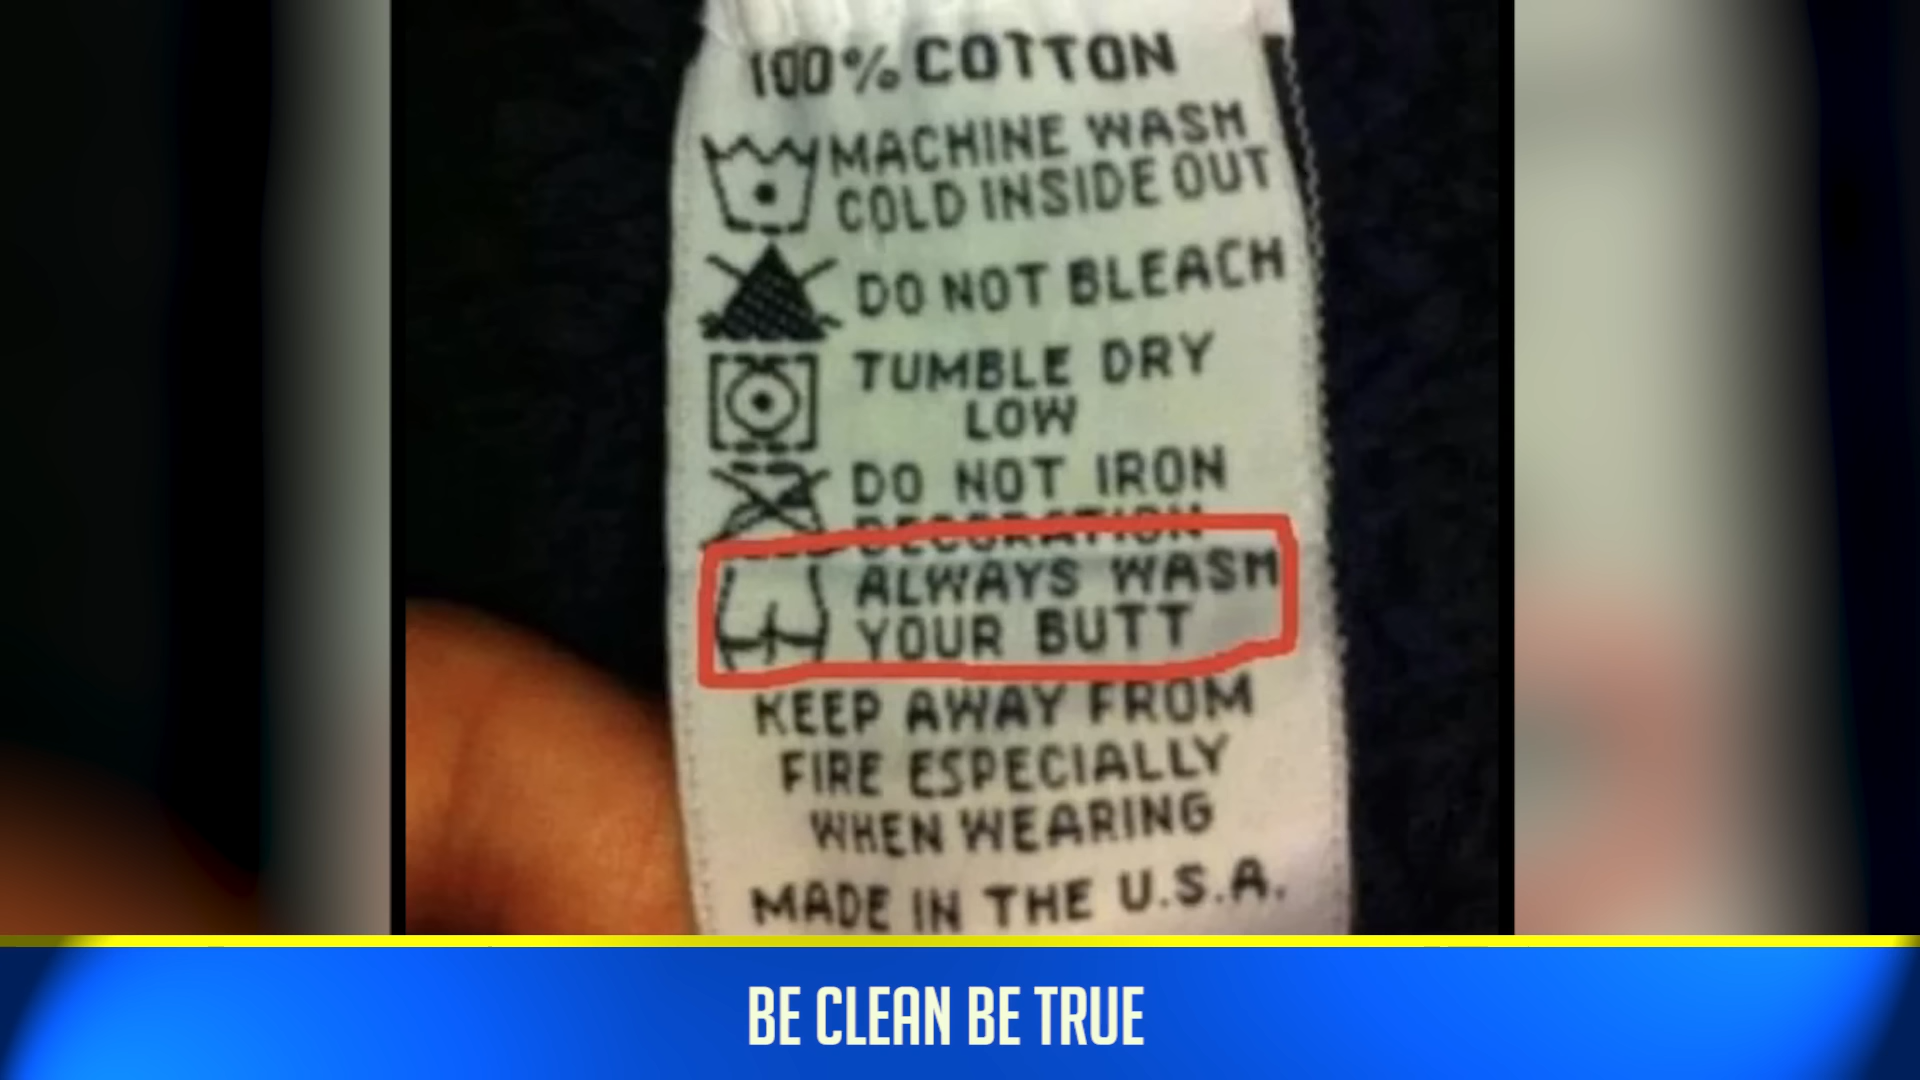 100% COTTON
MACHINE WASH
COLD INSIDE OUT
DO NOT BLEACH
TUMBLE DRY
LOW
DO NOT IRON
DECORATION
ALWAYS WASH
YOUR BUTT
KEEP AWAY FROM
FIRE ESPECIALLY
WHEN WEARING
MADE IN THE U.S.A.
BE CLEAN BE TRUE